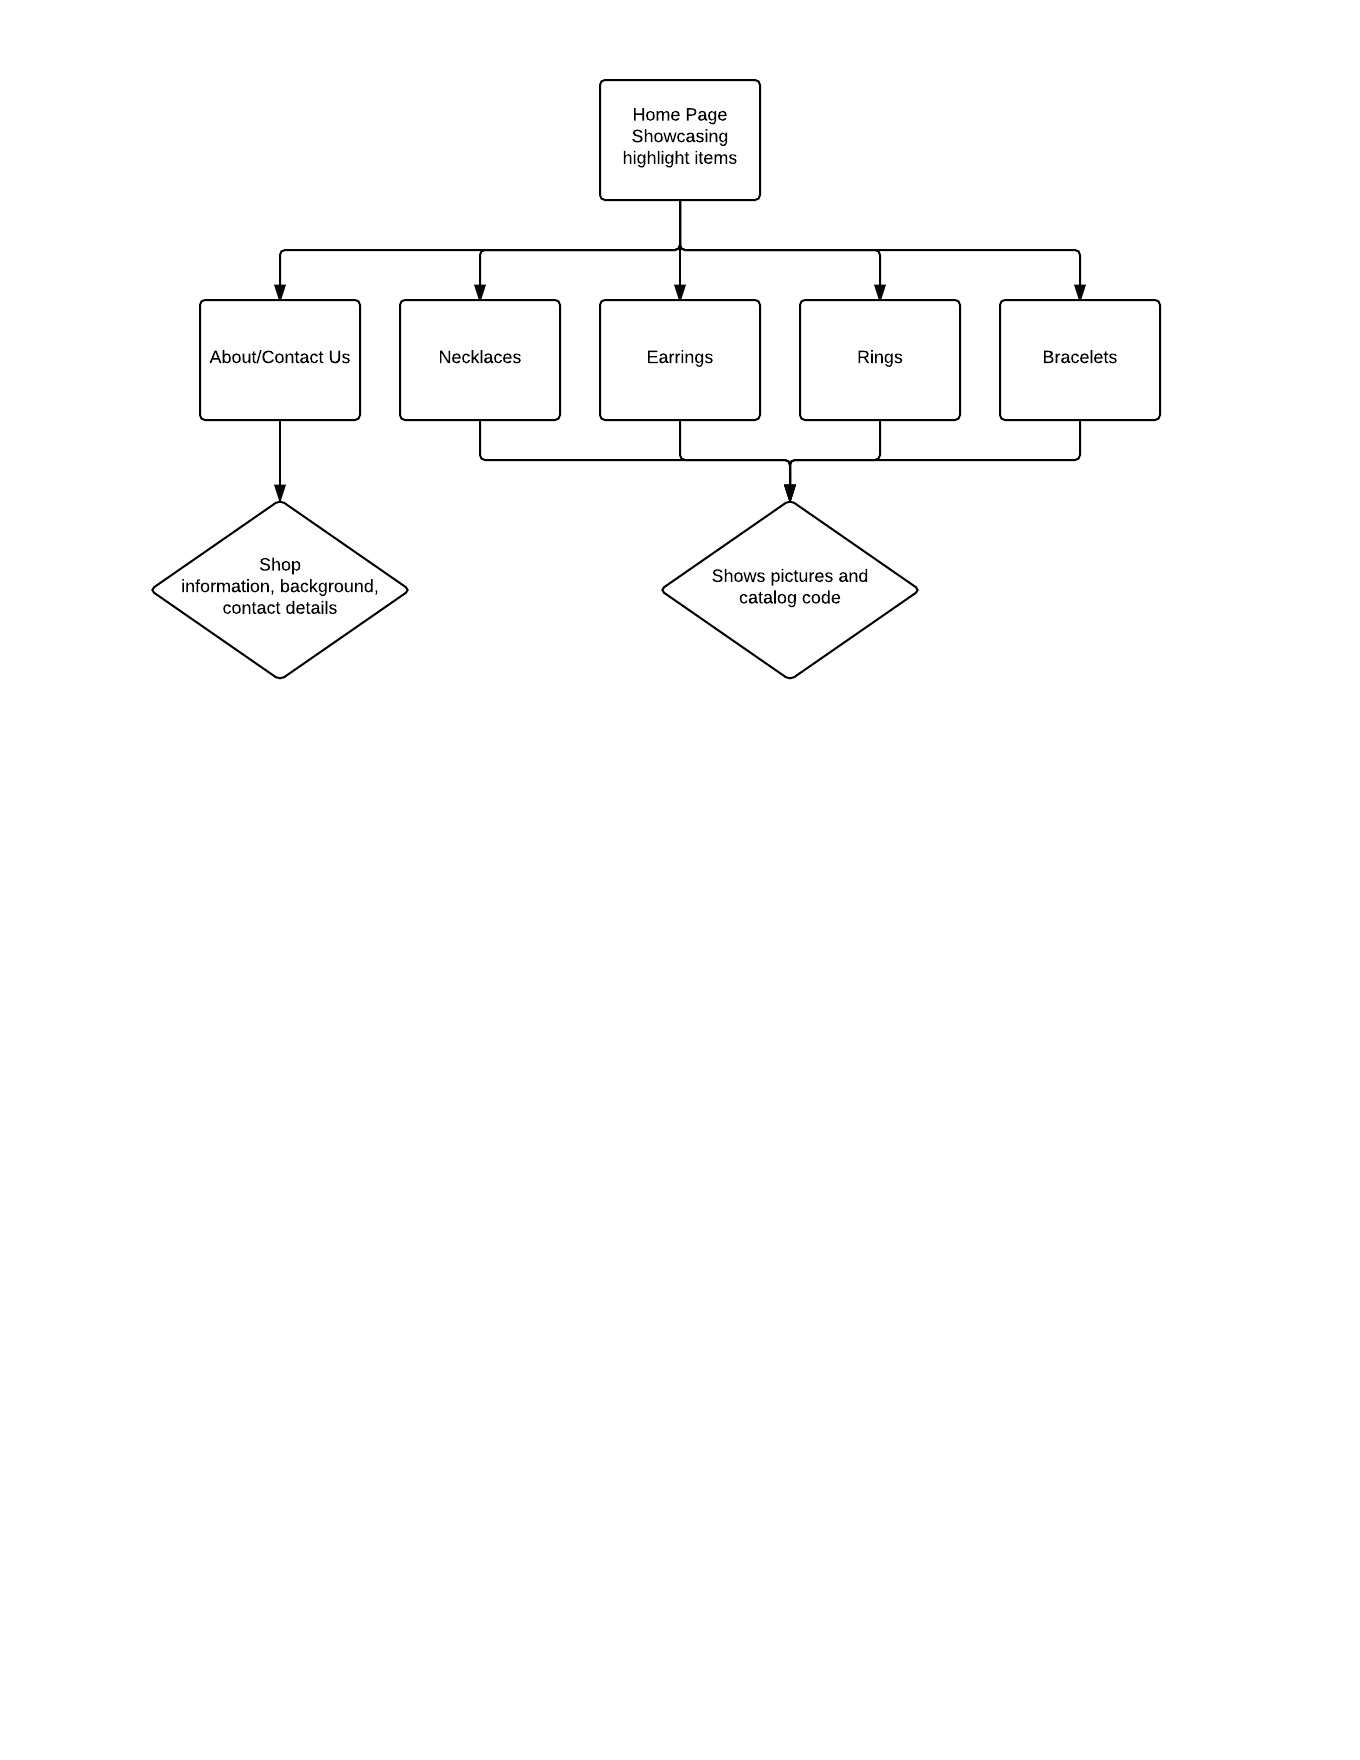 Home Page
Showcasing
highlight items
About/Contact Us
Necklaces
Earrings
Rings
Bracelets
Shop
information, background,
contact details
Shows pictures and
catalog code